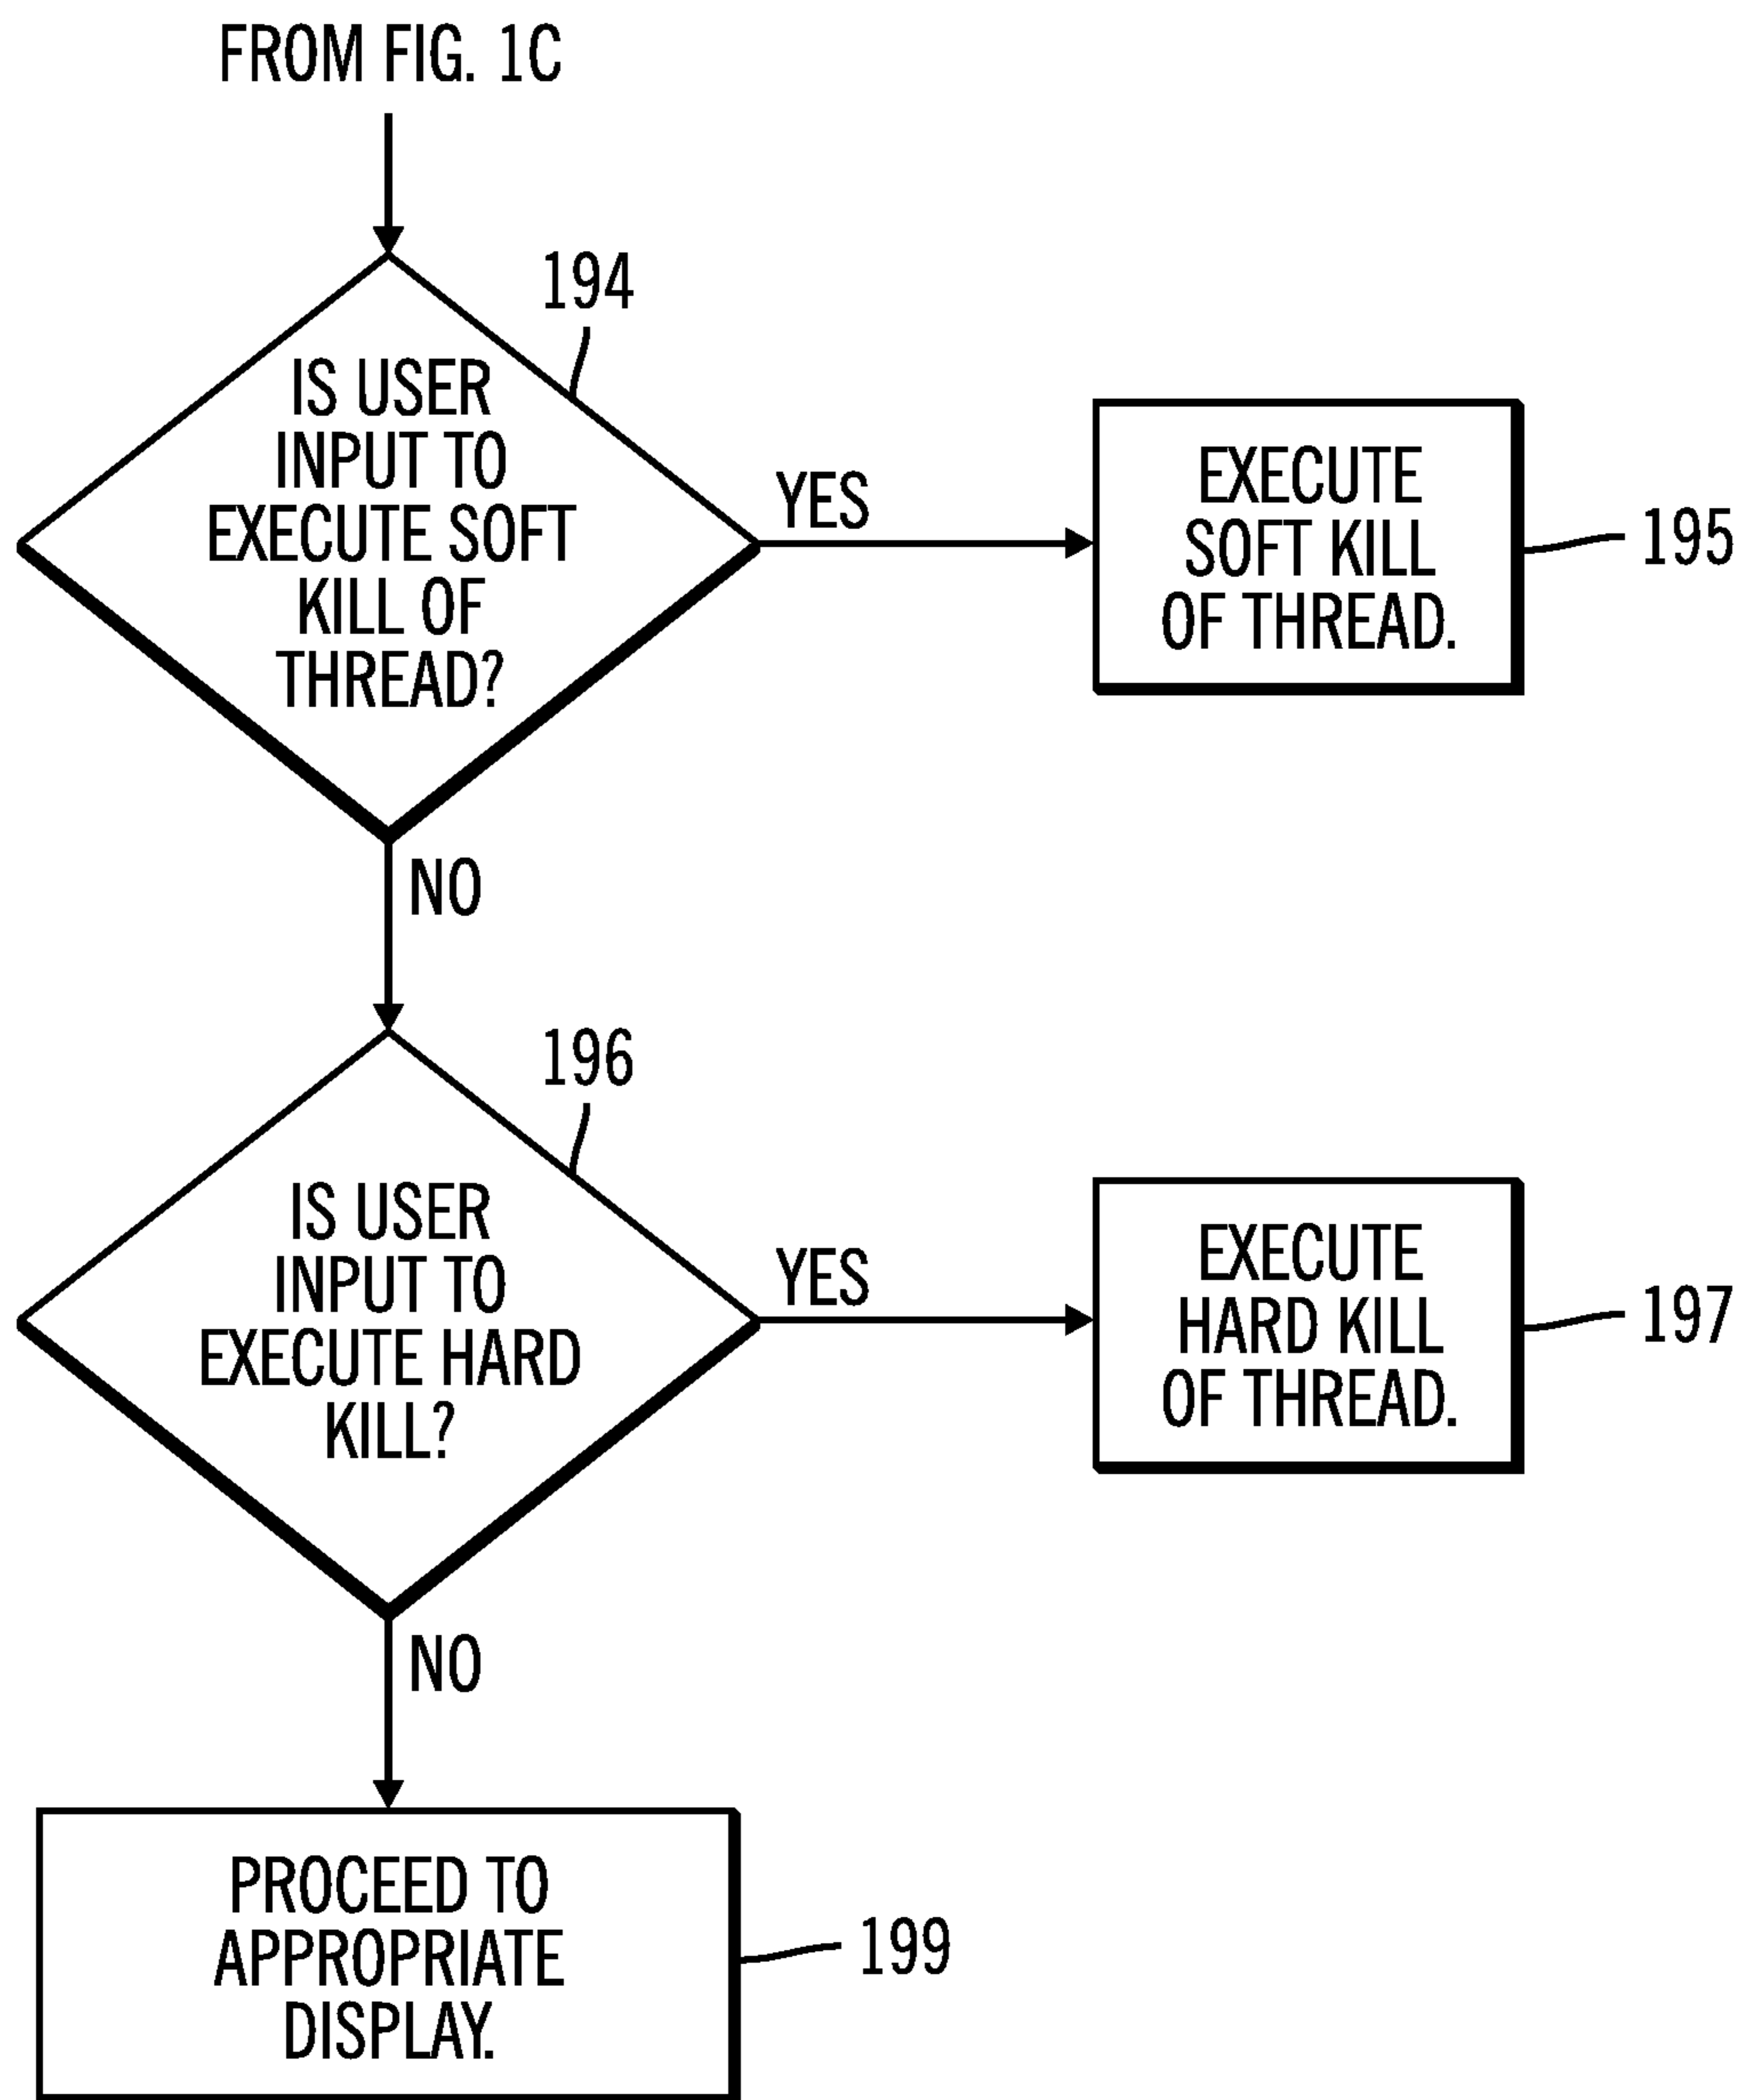 FROM FIG. 1C
194
IS USER
INPUT TO
EXECUTE SOFT
KILL OF
THREAD?
YES
EXECUTE
SOFT KILL
OF THREAD.
195
NO
196
IS USER
INPUT TO
EXECUTE HARD
KILL?
YES
EXECUTE
HARD KILL
OF THREAD.
197
NO
PROCEED TO
APPROPRIATE
DISPLAY.
199